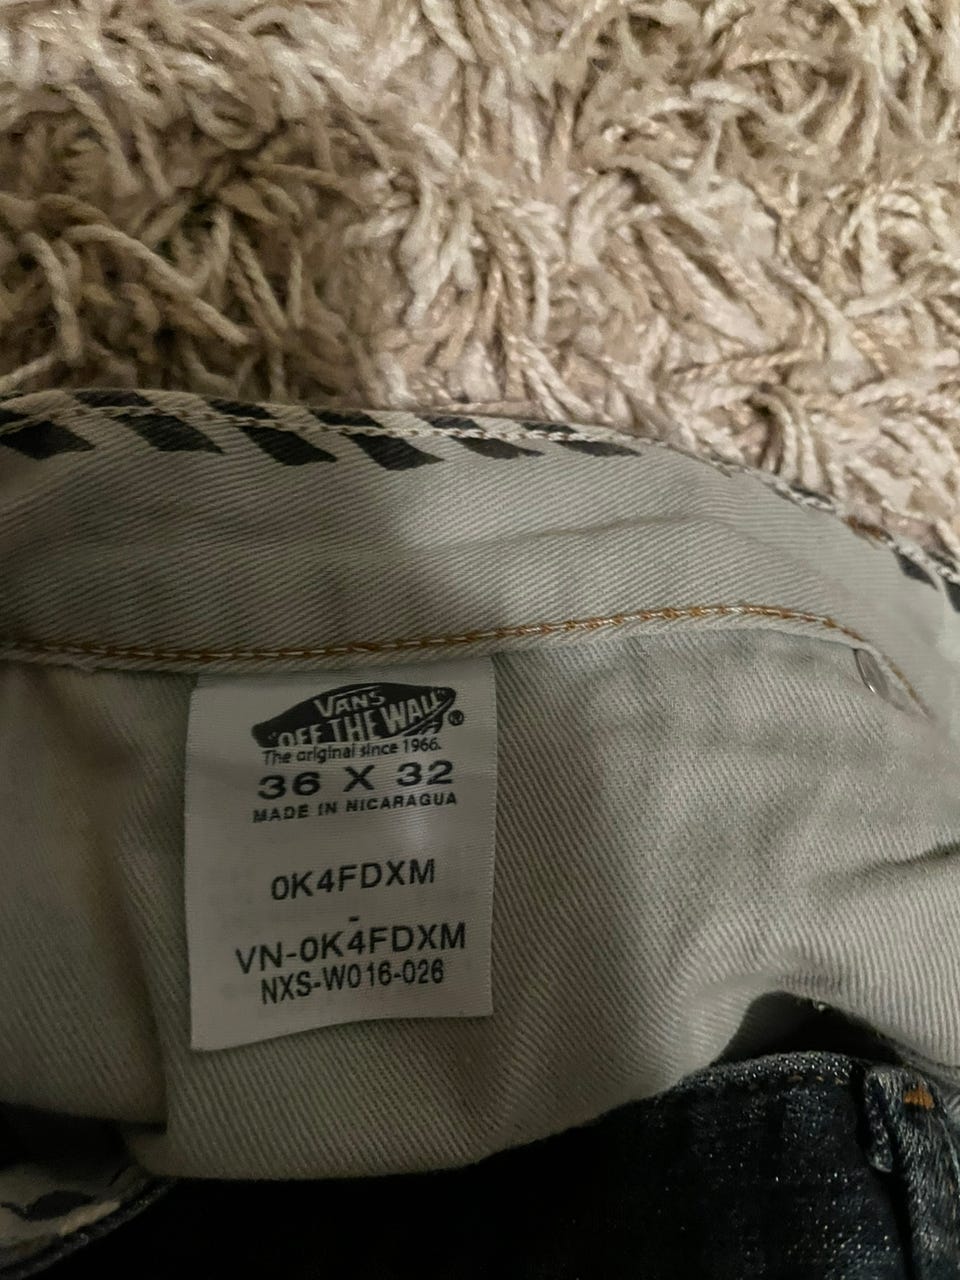 VANS
"OFF THE WALL"®
The original since 1966.
36 X 32
MADE IN NICARAGUA
0K4FDXM
-
VN-0K4FDXM
NXS-W016-026